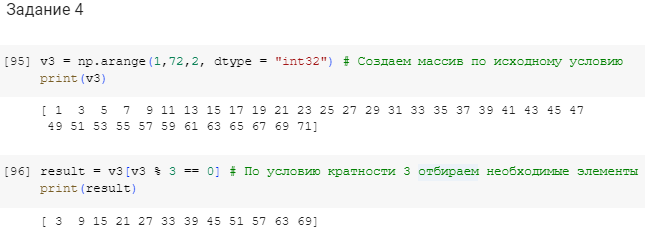 Задание 4
[95] v3 = np.arange(1,72,2, dtype = "int32") # Создаем массив по исходному условию
print(v3)
[ 1  3  5  7  9 11 13 15 17 19 21 23 25 27 29 31 33 35 37 39 41 43 45 47
49 51 53 55 57 59 61 63 65 67 69 71]
[96] result = v3[v3 % 3 == 0] # По условию кратности 3 отбираем необходимые элементы
print(result)
[ 3  9 15 21 27 33 39 45 51 57 63 69]